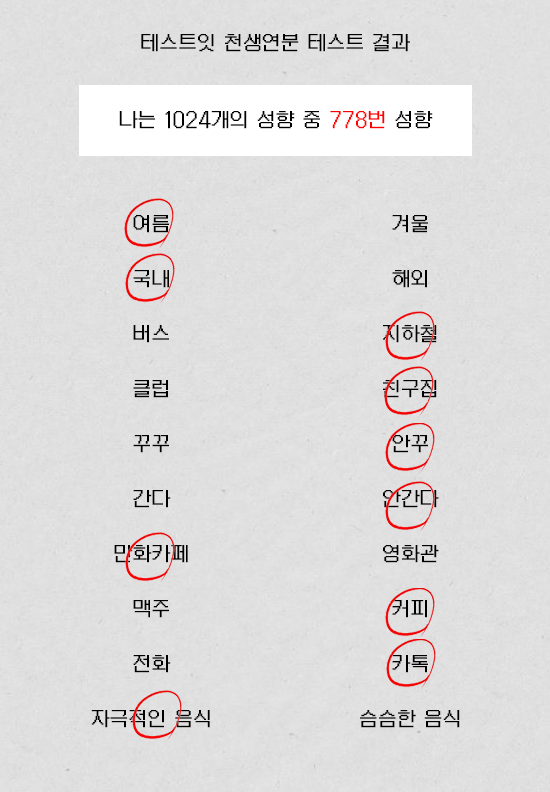 테스트잇 천생연분 테스트 결과
나는 1024개의 성향 중 778번 성향
여름 겨울
국내 해외
버스 지하철
클럽 친구집
꾸꾸 안꾸
간다 안간다
만화카페 영화관
맥주 커피
전화 카톡
자극적인 음식 슴슴한 음식